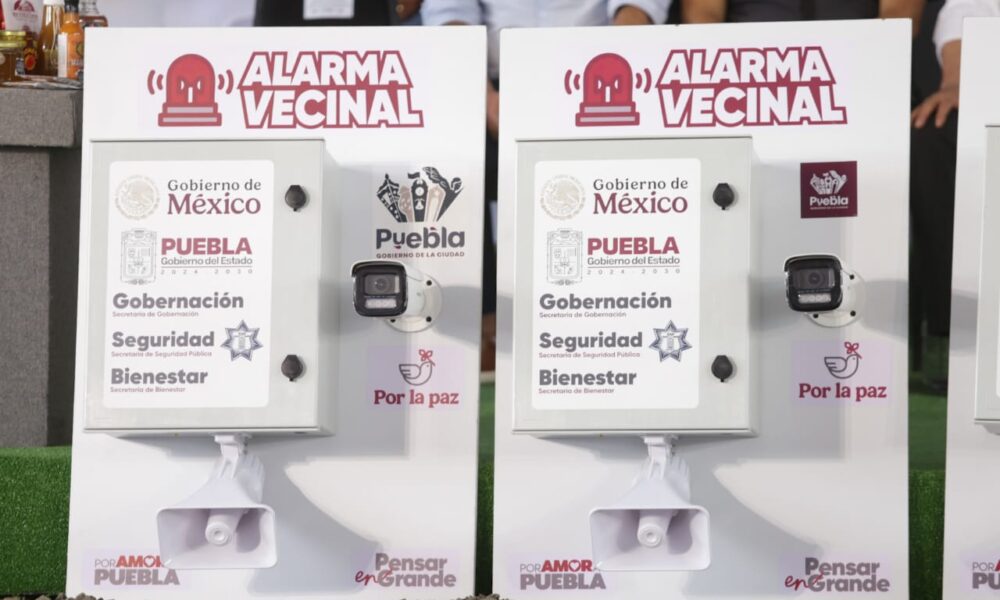 ALARMA
VECINAL
Gobierno de
México
PUEBLA
Gobierno del Estado
2024 - 2030
Gobernación
Secretaría de Gobernación
Seguridad
Secretaría de Seguridad Pública
Bienestar
Secretaría de Bienestar
Puebla
GOBIERNO DE LA CIUDAD
Por la paz
POR AMOR A
PUEBLA
Pensar
en Grande
ALARMA
VECINAL
Gobierno de
México
PUEBLA
Gobierno del Estado
2024 - 2030
Gobernación
Secretaría de Gobernación
Seguridad
Secretaría de Seguridad Pública
Bienestar
Secretaría de Bienestar
Puebla
Por la paz
POR AMOR A
PUEBLA
Pensar
en Grande